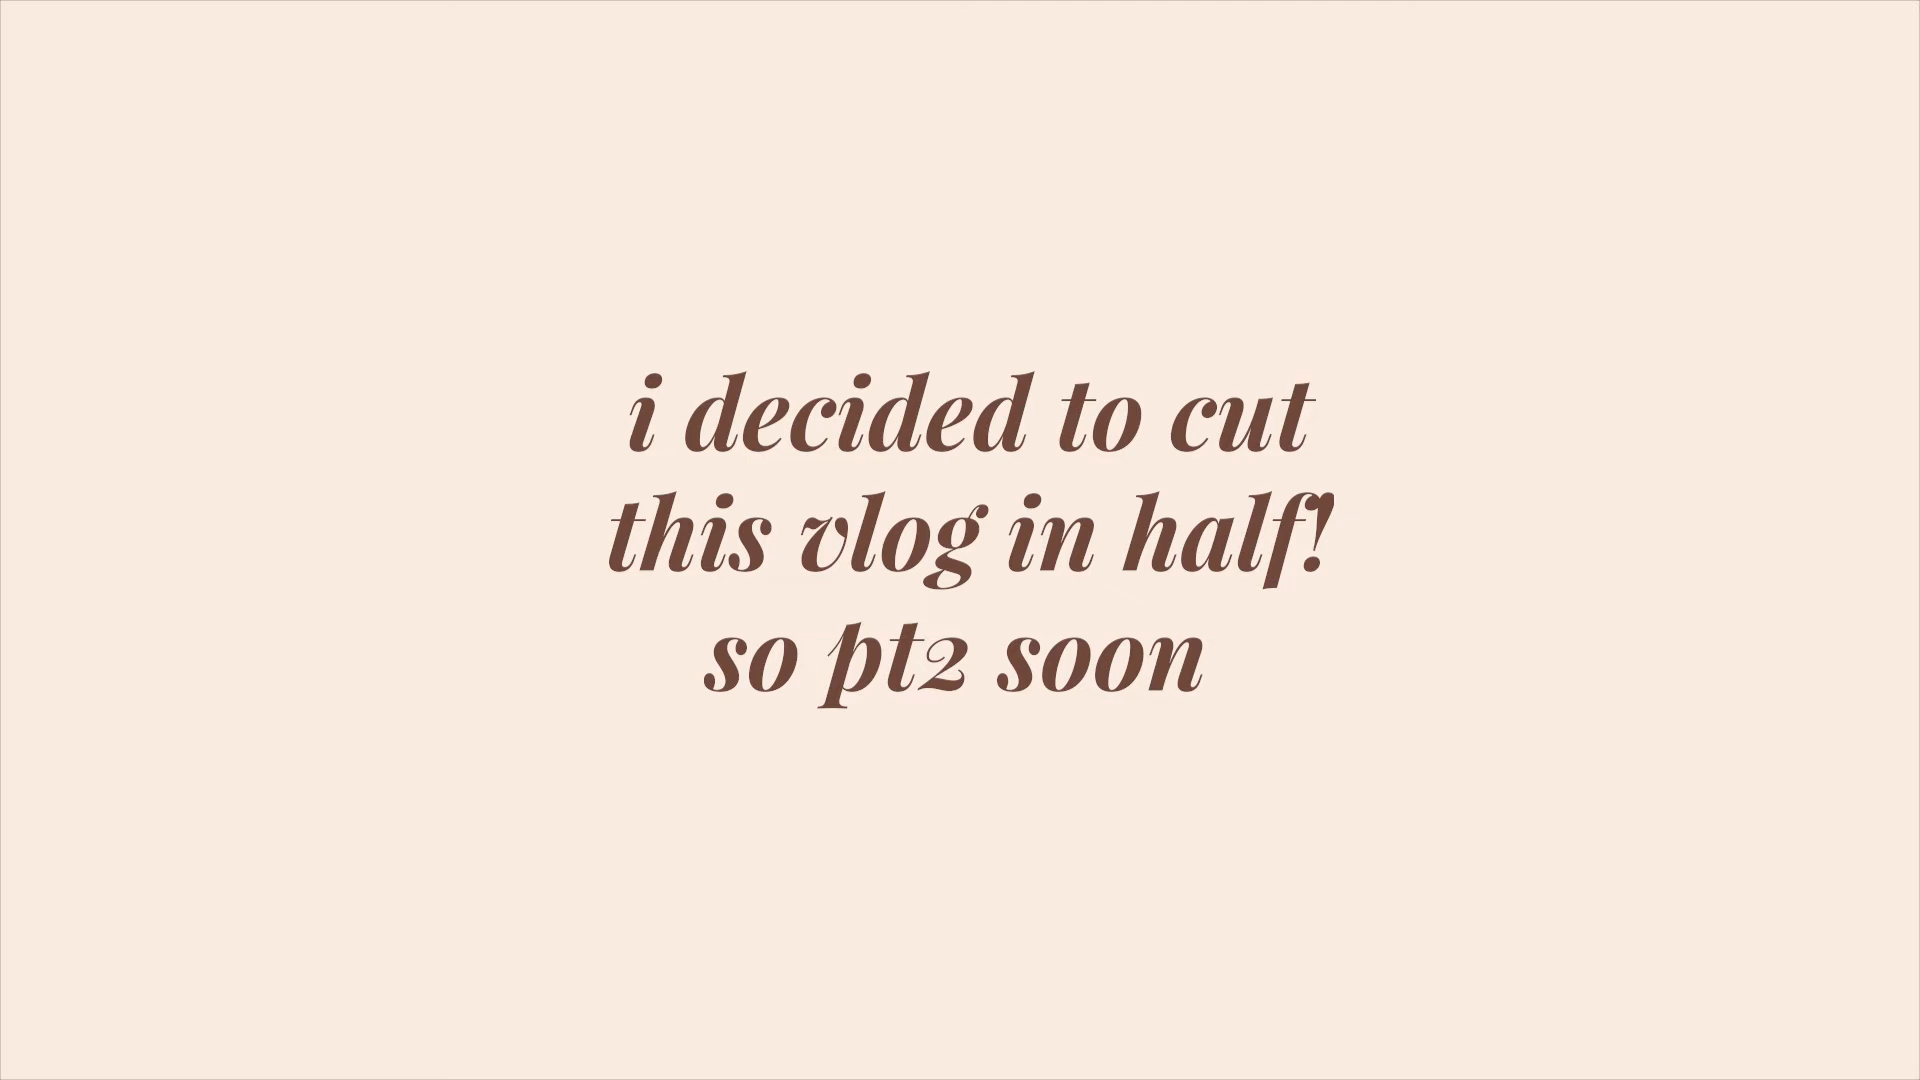 i decided to cut
this vlog in half!
so pt2 soon